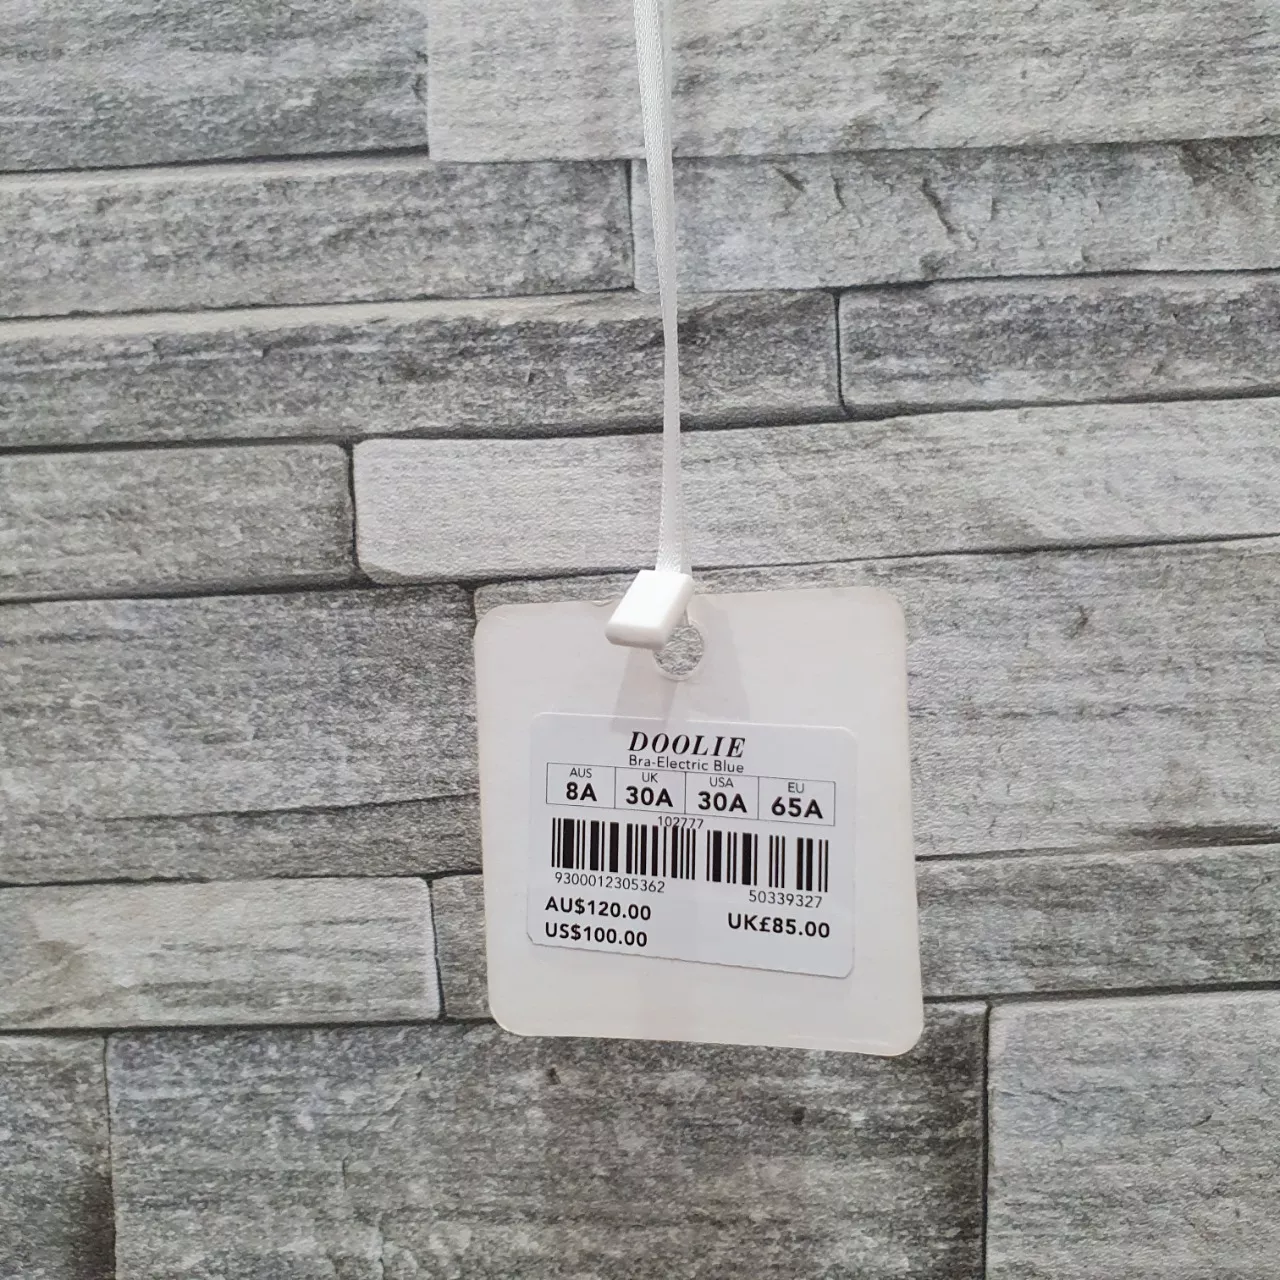 DOOLIE
Bra-Electric Blue
AUS UK USA EU
8A 30A 30A 65A
102777
9300012305362 50339327
AU$120.00 UK£85.00
US$100.00